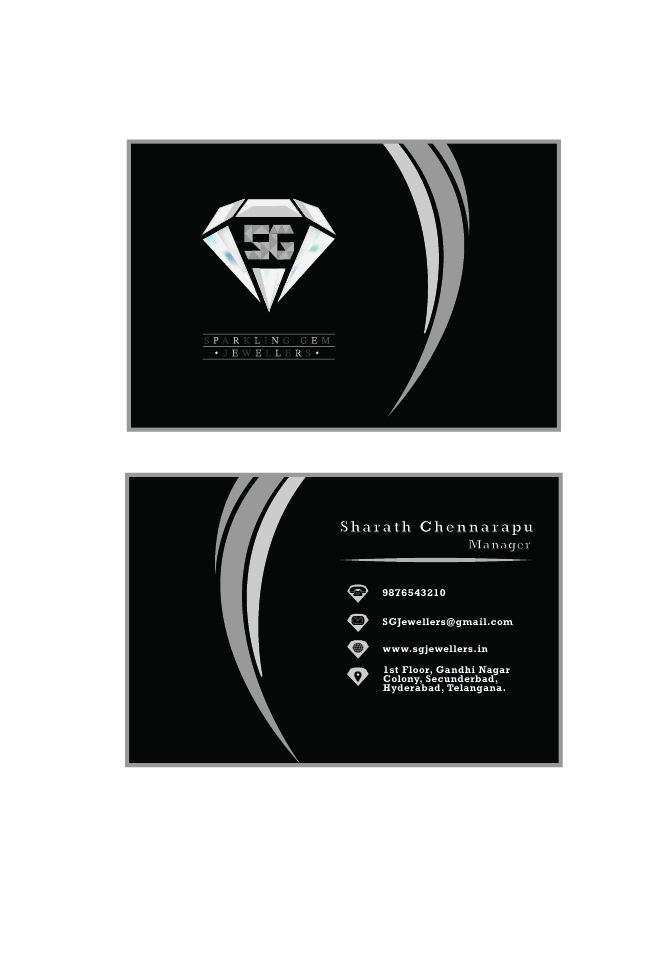 SG
SPARKLING GEM
• JEWELLERS •
Sharath Chennarapu
Manager
9876543210
SGJewellers@gmail.com
www.sgjewellers.in
1st Floor, Gandhi Nagar
Colony, Secunderbad,
Hyderabad, Telangana.